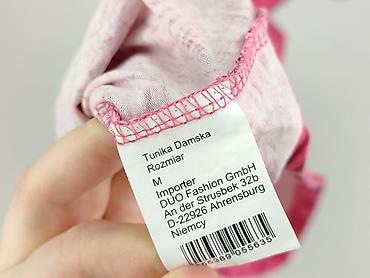 Tunika Damska
Rozmiar
M
Importer
DUO Fashion GmbH
An der Strusbek 32b
D-22926 Ahrensburg
Niemcy